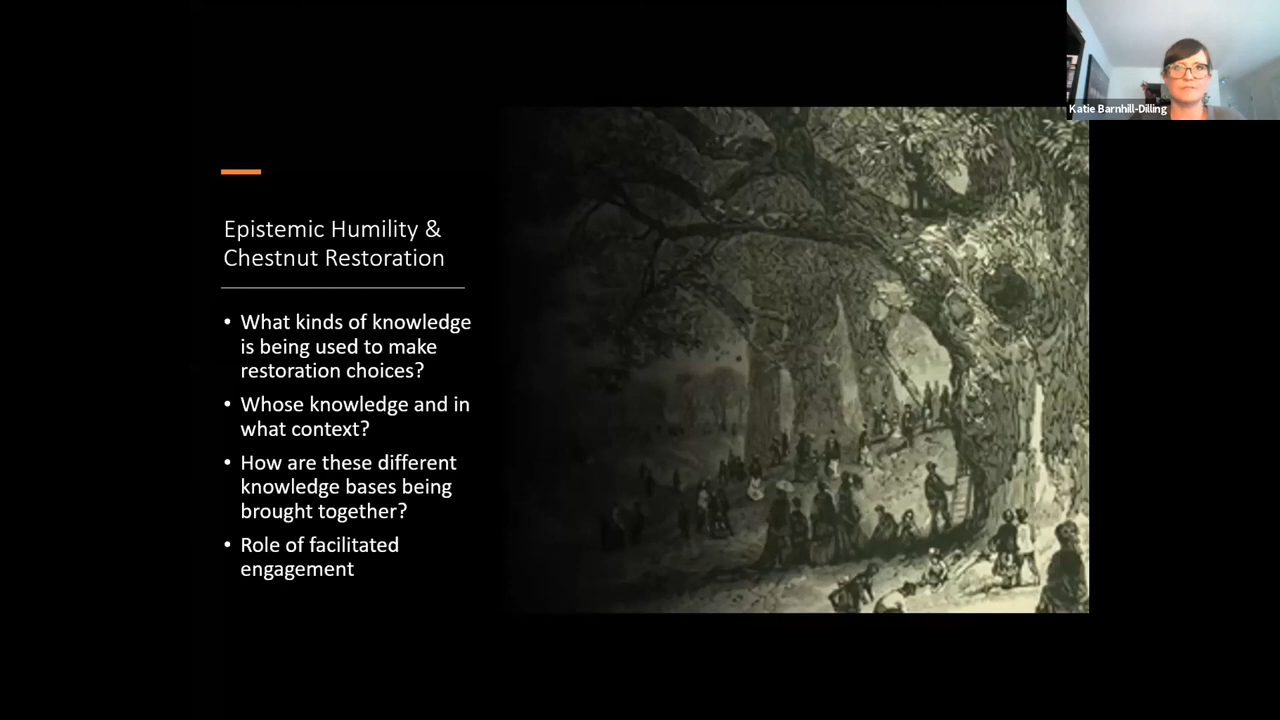 Katie Barnhill-Dilling
Epistemic Humility &
Chestnut Restoration
• What kinds of knowledge
is being used to make
restoration choices?
• Whose knowledge and in
what context?
• How are these different
knowledge bases being
brought together?
• Role of facilitated
engagement